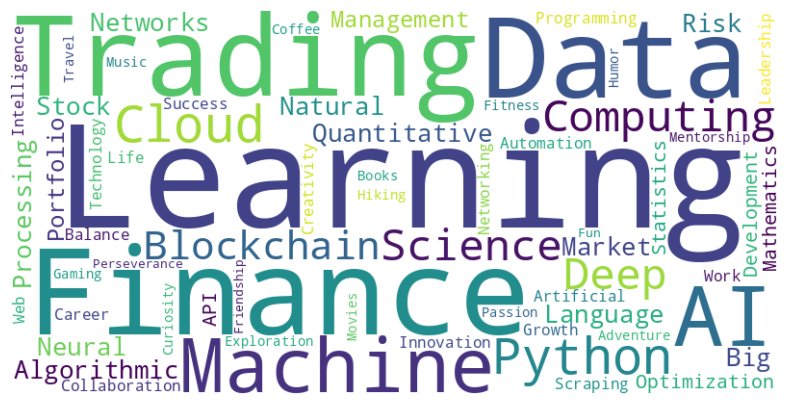 Trading
Data
Networks
Coffee
Management
Programming
Risk
Leadership
Intelligence
Travel
Music
Humor
Stock
Success
Natural
Fitness
Cloud
Computing
Quantitative
Automation
Mentorship
Learning
Processing
Portfolio
Technology
Life
Creativity
Books
Hiking
Networking
Statistics
Development
Mathematics
Balance
Blockchain
Science
Market
Fun
Perseverance
Finance
Gaming
Friendship
Deep
Work
Web
Career
Curiosity
API
Movies
Passion
Artificial
Language
Growth
Adventure
AI
Neural
Exploration
Innovation
Machine
Python
Big
Algorithmic
Collaboration
Scraping
Optimization